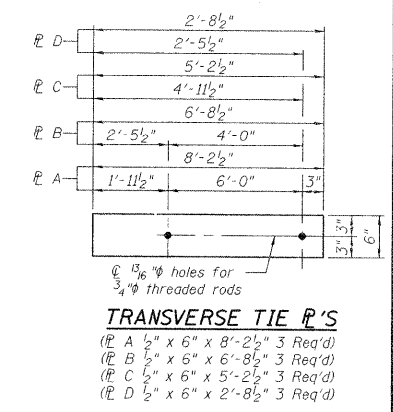 2'-8½"
℄ D
2'-5½"
5'-2½"
℄ C
4'-11½"
6'-8½"
℄ B 2'-5½" 4'-0"
8'-2½"
℄ A 1'-11½" 6'-0" 3"
3" 3" 6"
℄ 13/16"φ holes for
3/4"φ threaded rods
TRANSVERSE TIE ℄'S
(℄ A ½" x 6" x 8'-2½" 3 Req'd)
(℄ B ½" x 6" x 6'-8½" 3 Req'd)
(℄ C ½" x 6" x 5'-2½" 3 Req'd)
(℄ D ½" x 6" x 2'-8½" 3 Req'd)